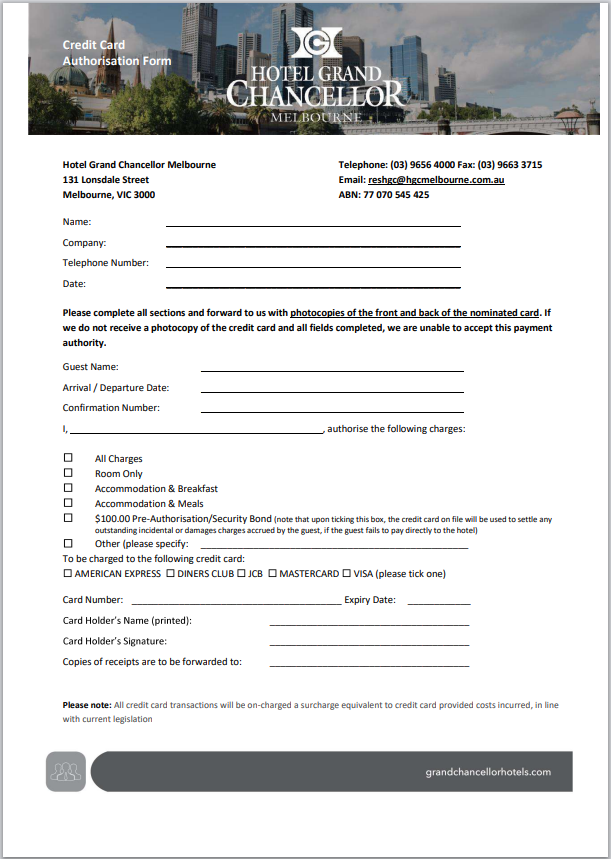 Credit Card
Authorisation Form
HOTEL GRAND
CHANCELLOR
MELBOURNE
Hotel Grand Chancellor Melbourne
131 Lonsdale Street
Melbourne, VIC 3000
Telephone: (03) 9656 4000 Fax: (03) 9663 3715
Email: reshgc@hgcmelbourne.com.au
ABN: 77 070 545 425
Name:
Company:
Telephone Number:
Date:
Please complete all sections and forward to us with photocopies of the front and back of the nominated card. If
we do not receive a photocopy of the credit card and all fields completed, we are unable to accept this payment
authority.
Guest Name:
Arrival / Departure Date:
Confirmation Number:
I, , authorise the following charges:
All Charges
Room Only
Accommodation & Breakfast
Accommodation & Meals
$100.00 Pre-Authorisation/Security Bond (note that upon ticking this box, the credit card on file will be used to settle any
outstanding incidental or damages charges accrued by the guest, if the guest fails to pay directly to the hotel)
Other (please specify:
To be charged to the following credit card:
☐ AMERICAN EXPRESS ☐ DINERS CLUB ☐ JCB ☐ MASTERCARD ☐ VISA (please tick one)
Card Number: Expiry Date:
Card Holder's Name (printed):
Card Holder's Signature:
Copies of receipts are to be forwarded to:
Please note: All credit card transactions will be on-charged a surcharge equivalent to credit card provided costs incurred, in line
with current legislation
grandchancellorhotels.com